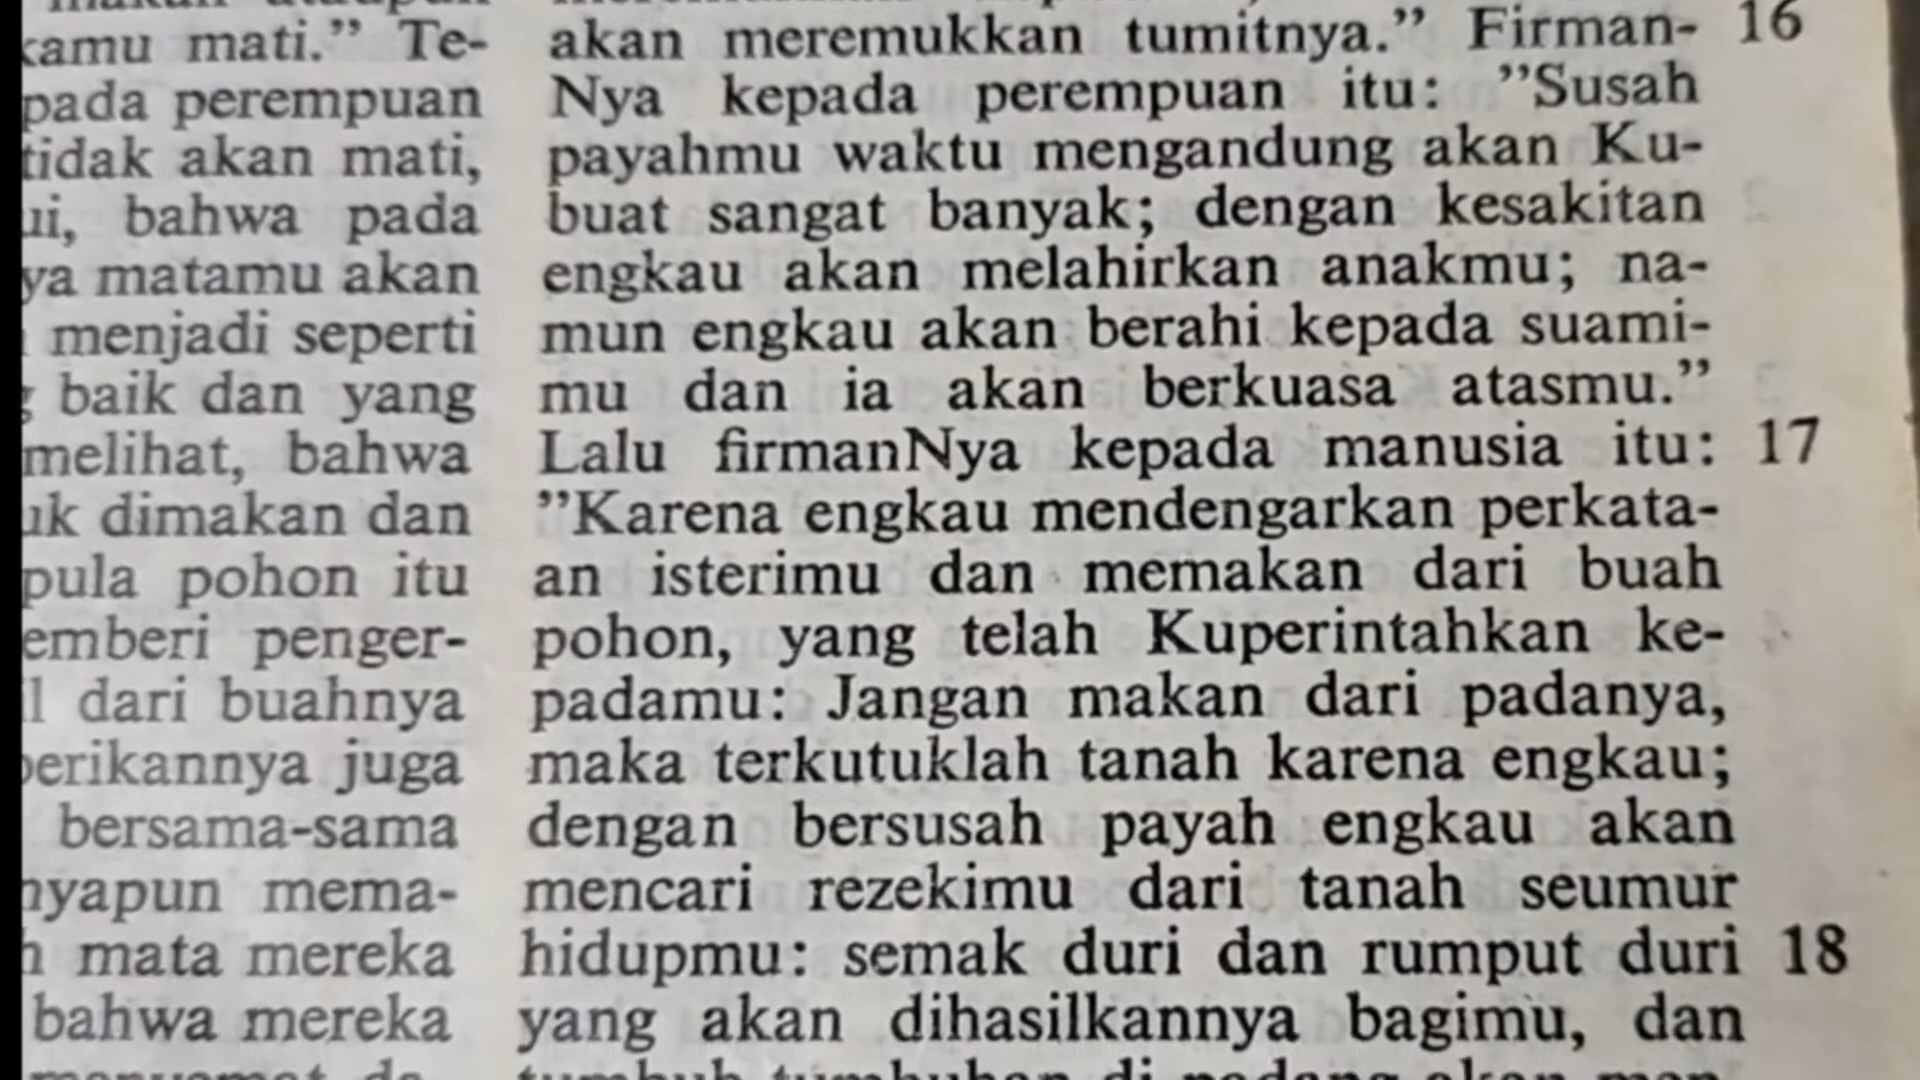 kamu mati.” Te-
pada perempuan
tidak akan mati,
bahwa pada
matamu akan
menjadi seperti
baik dan yang
melihat, bahwa
dimakan dan
pula pohon itu
penger-
dari buahnya
juga
bersama-sama
mema-
mata mereka
bahwa mereka
akan meremukkan tumitnya.” Firman- 16
Nya kepada perempuan itu: ”Susah
payahmu waktu mengandung akan Ku-
buat sangat banyak; dengan kesakitan
engkau akan melahirkan anakmu; na-
mun engkau akan berahi kepada suami-
mu dan ia akan berkuasa atasmu.”
Lalu firmanNya kepada manusia itu: 17
”Karena engkau mendengarkan perkata-
an isterimu dan memakan dari buah
pohon, yang telah Kuperintahkan ke-
padamu: Jangan makan dari padanya,
maka terkutuklah tanah karena engkau;
dengan bersusah payah engkau akan
mencari rezekimu dari tanah seumur
hidupmu: semak duri dan rumput duri 18
yang akan dihasilkannya bagimu, dan